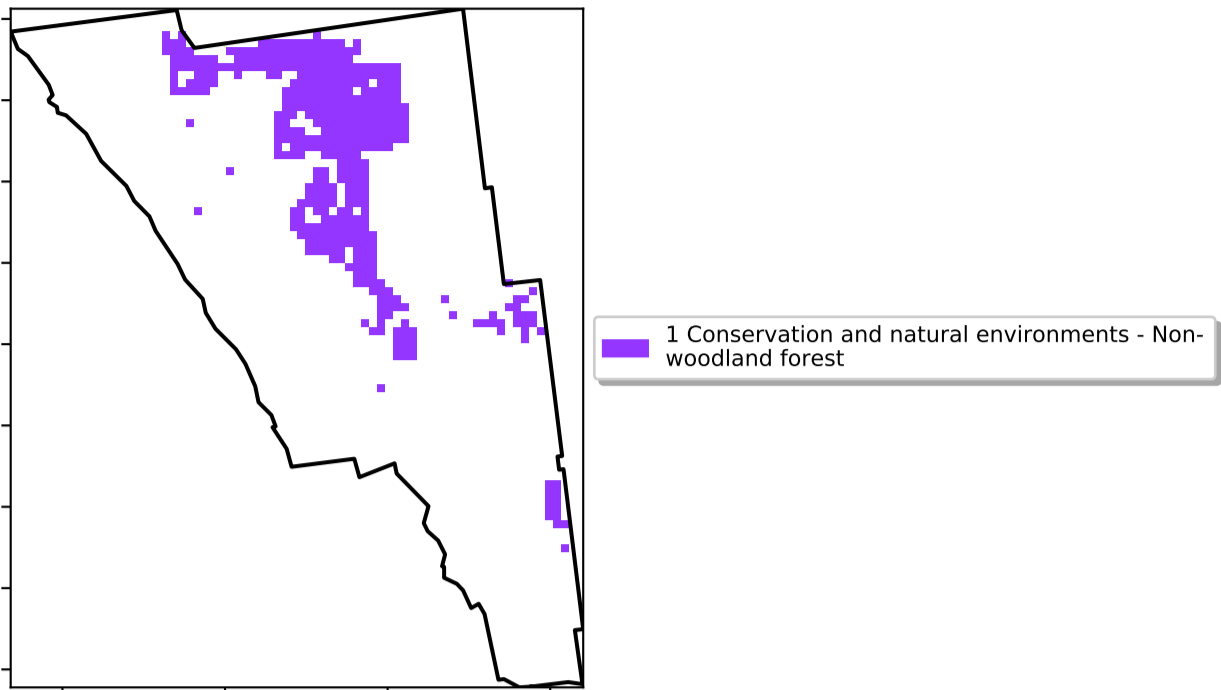 1 Conservation and natural environments - Non-
woodland forest